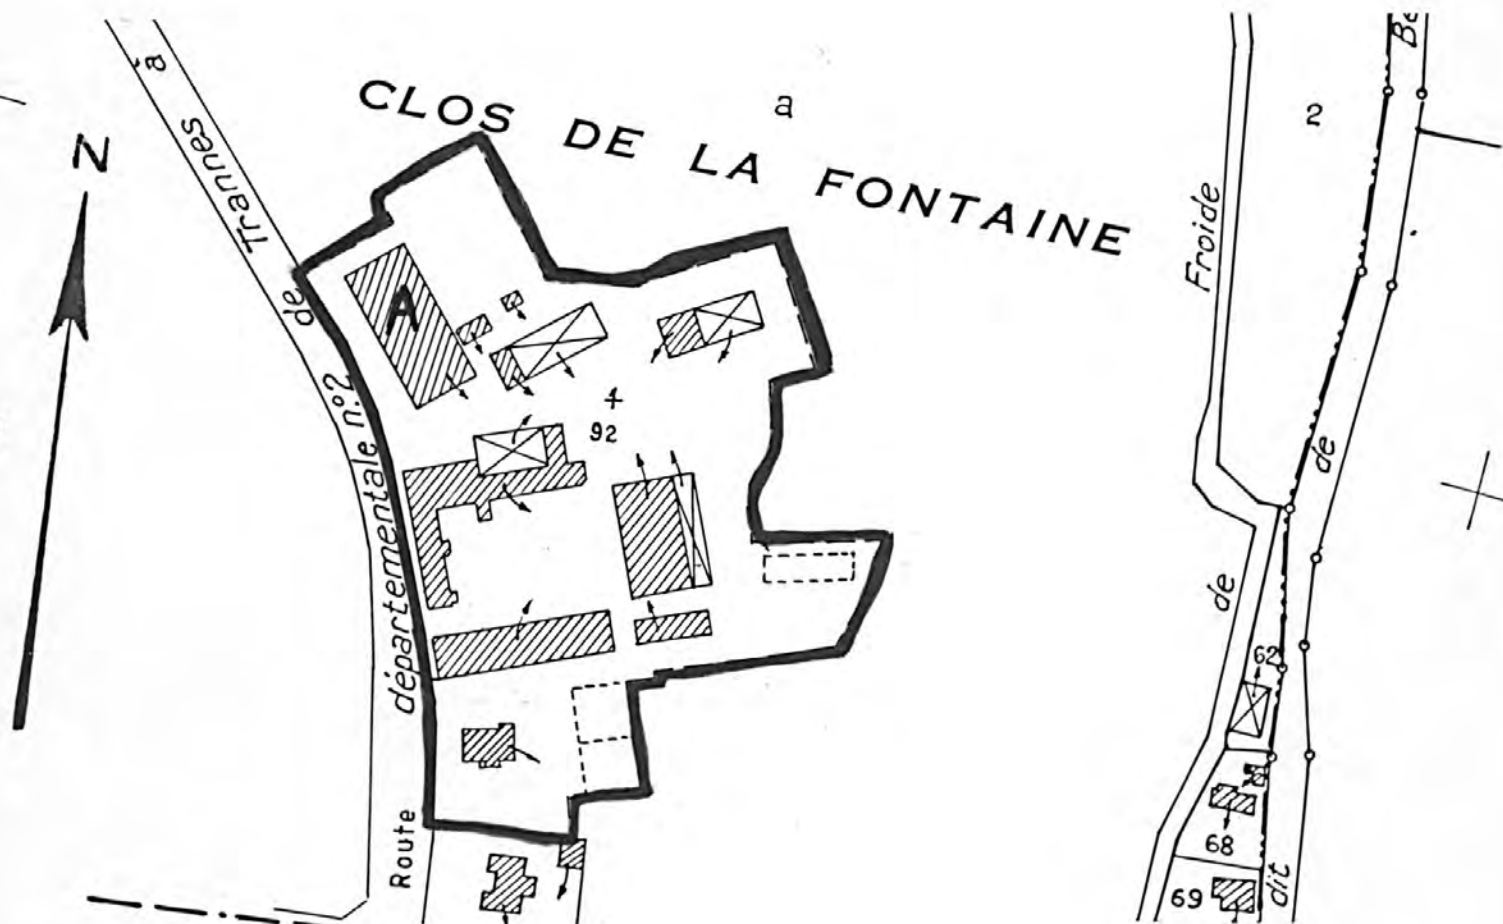 à
Be
CLOS DE LA FONTAINE
a
2
N
Trannes
de
Froide
A
4
92
départementale n°2
de
de
62
Route
68
69
dit